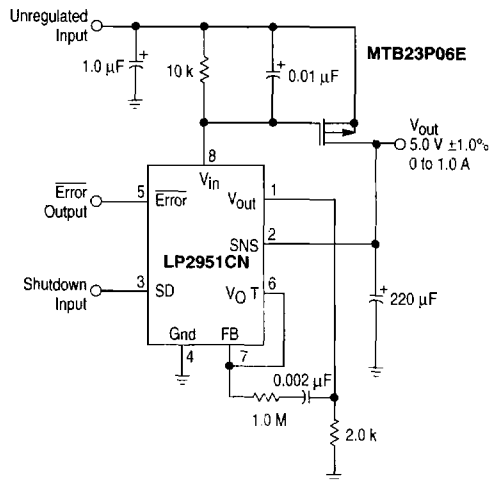 Unregulated
Input
1.0 µF
+
10 k
+
0.01 µF
MTB23P06E
Vout
5.0 V ±1.0%
0 to 1.0 A
8
Vin
Error
Output
5
Error
Vout
1
SNS
2
LP2951CN
Shutdown
Input
3
SD
VO T
6
+
220 µF
Gnd
4
FB
7
0.002 µF
1.0 M
2.0 k